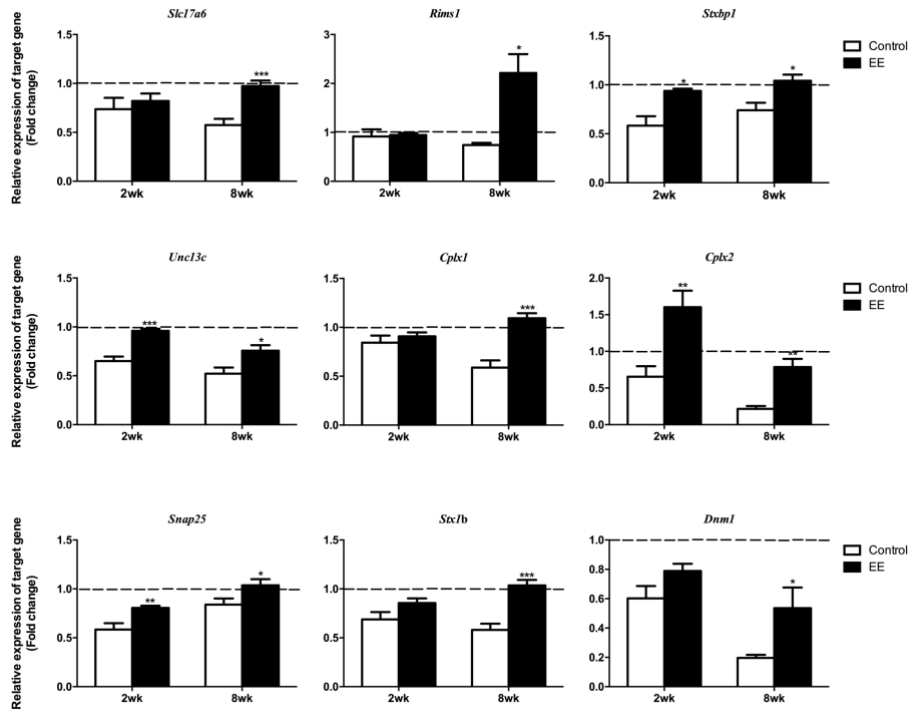 Slc17a6
Rims1
Stxbp1
Relative expression of target gene
(Fold change)
1.5
1.0
0.5
0.0
***
2wk
8wk
3
2
1
0
*
2wk
8wk
1.5
1.0
0.5
0.0
*
*
2wk
8wk
Control
EE
Unc13c
Cplx1
Cplx2
Relative expression of target gene
(Fold change)
1.5
1.0
0.5
0.0
***
*
2wk
8wk
1.5
1.0
0.5
0.0
***
2wk
8wk
2.0
1.5
1.0
0.5
0.0
**
**
2wk
8wk
Control
EE
Snap25
Stx1b
Dnm1
Relative expression of target gene
(Fold change)
1.5
1.0
0.5
0.0
**
*
2wk
8wk
1.5
1.0
0.5
0.0
***
2wk
8wk
1.0
0.8
0.6
0.4
0.2
0.0
*
2wk
8wk
Control
EE